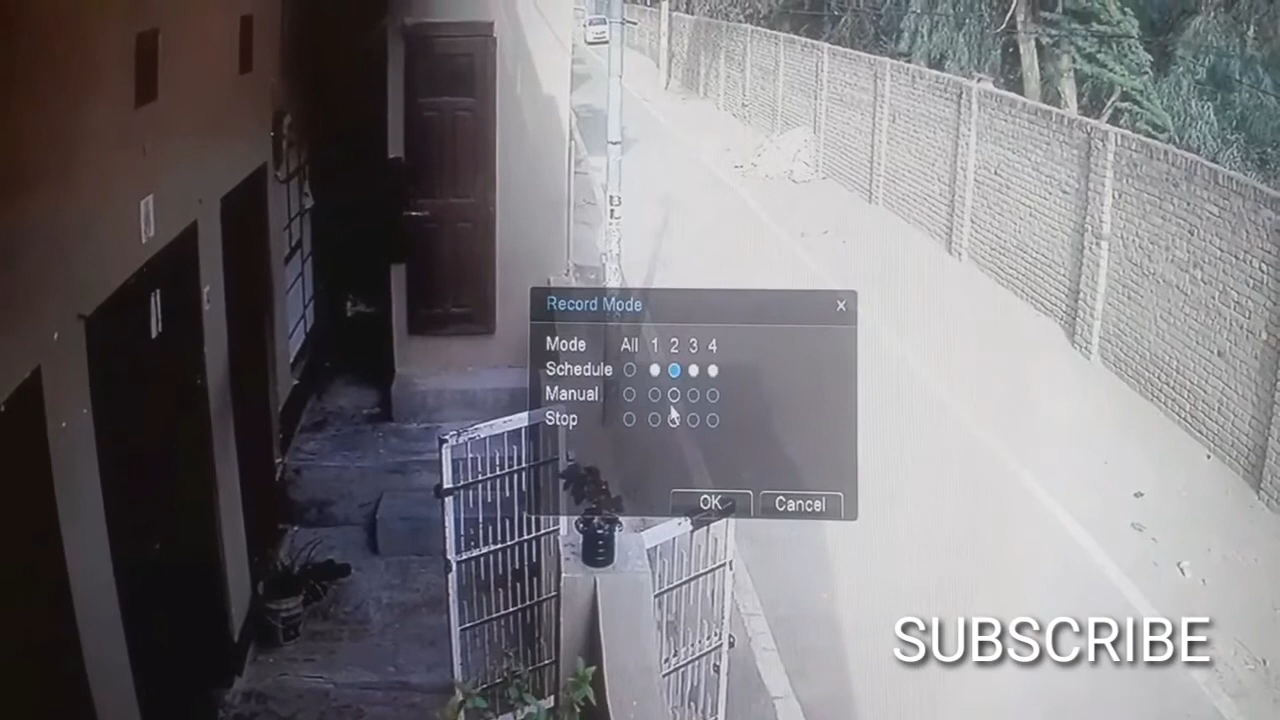 Record Mode X
Mode All 1 2 3 4
Schedule
Manual
Stop
OK Cancel
SUBSCRIBE